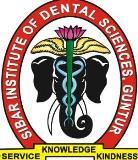 SIBAR INSTITUTE OF DENTAL SCIENCES, GUNTUR
KNOWLEDGE
SERVICE KINDNESS